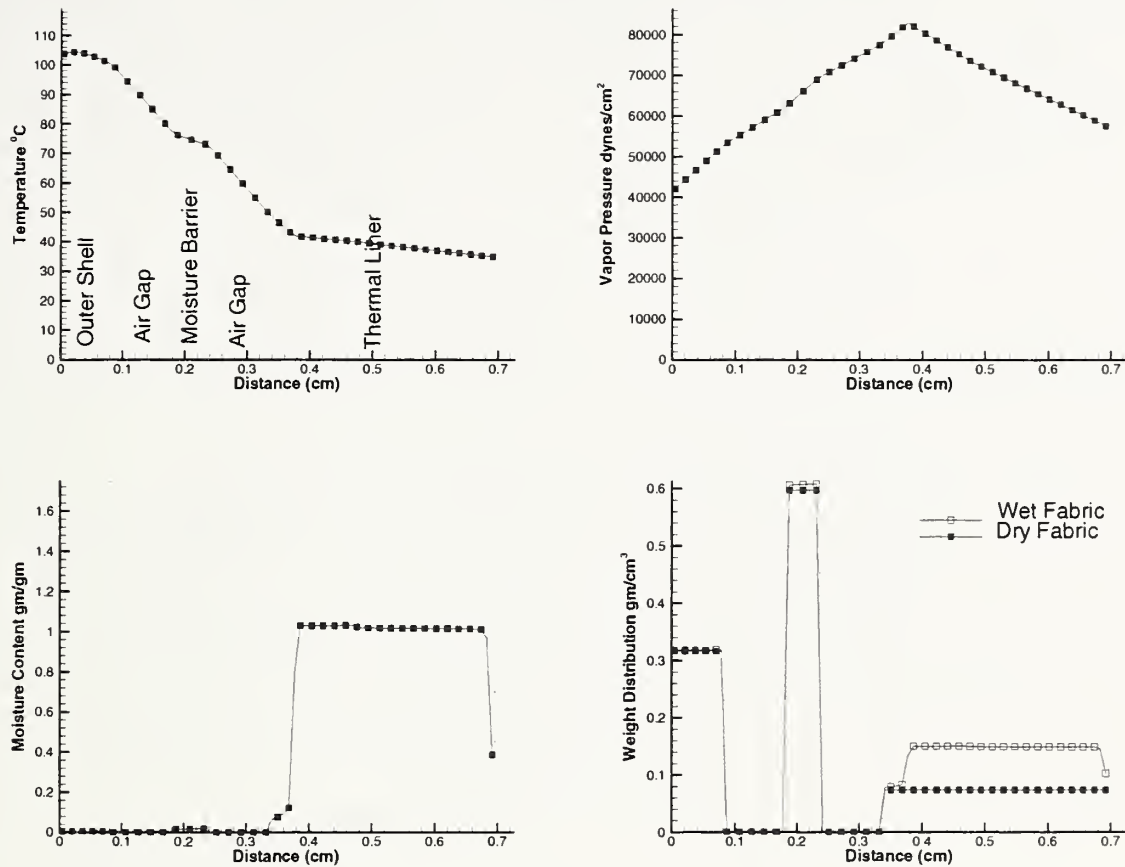 Temperature ⁰C
110
100
90
80
70
60
50
40
30
20
10
0
Outer Shell
Air Gap
Moisture Barrier
Air Gap
Thermal Liner
0 0.1 0.2 0.3 0.4 0.5 0.6 0.7
Distance (cm)
Vapor Pressure dynes/cm²
80000
70000
60000
50000
40000
30000
20000
10000
0
0 0.1 0.2 0.3 0.4 0.5 0.6 0.7
Distance (cm)
Moisture Content gm/gm
1.6
1.4
1.2
1
0.8
0.6
0.4
0.2
0
0 0.1 0.2 0.3 0.4 0.5 0.6 0.7
Distance (cm)
Weight Distribution gm/cm³
0.6
0.5
0.4
0.3
0.2
0.1
0
Wet Fabric
Dry Fabric
0 0.1 0.2 0.3 0.4 0.5 0.6 0.7
Distance (cm)